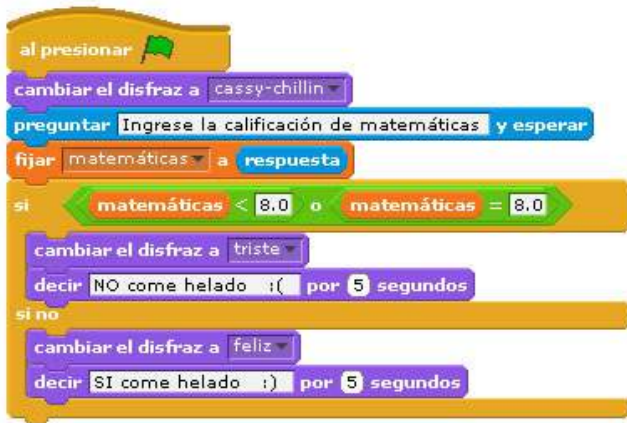 al presionar
cambiar el disfraz a cassy-chillin
preguntar Ingrese la calificación de matemáticas y esperar
fijar matemáticas a respuesta
si matemáticas < 8.0 o matemáticas = 8.0
cambiar el disfraz a triste
decir NO come helado :( por 5 segundos
si no
cambiar el disfraz a feliz
decir SI come helado :) por 5 segundos